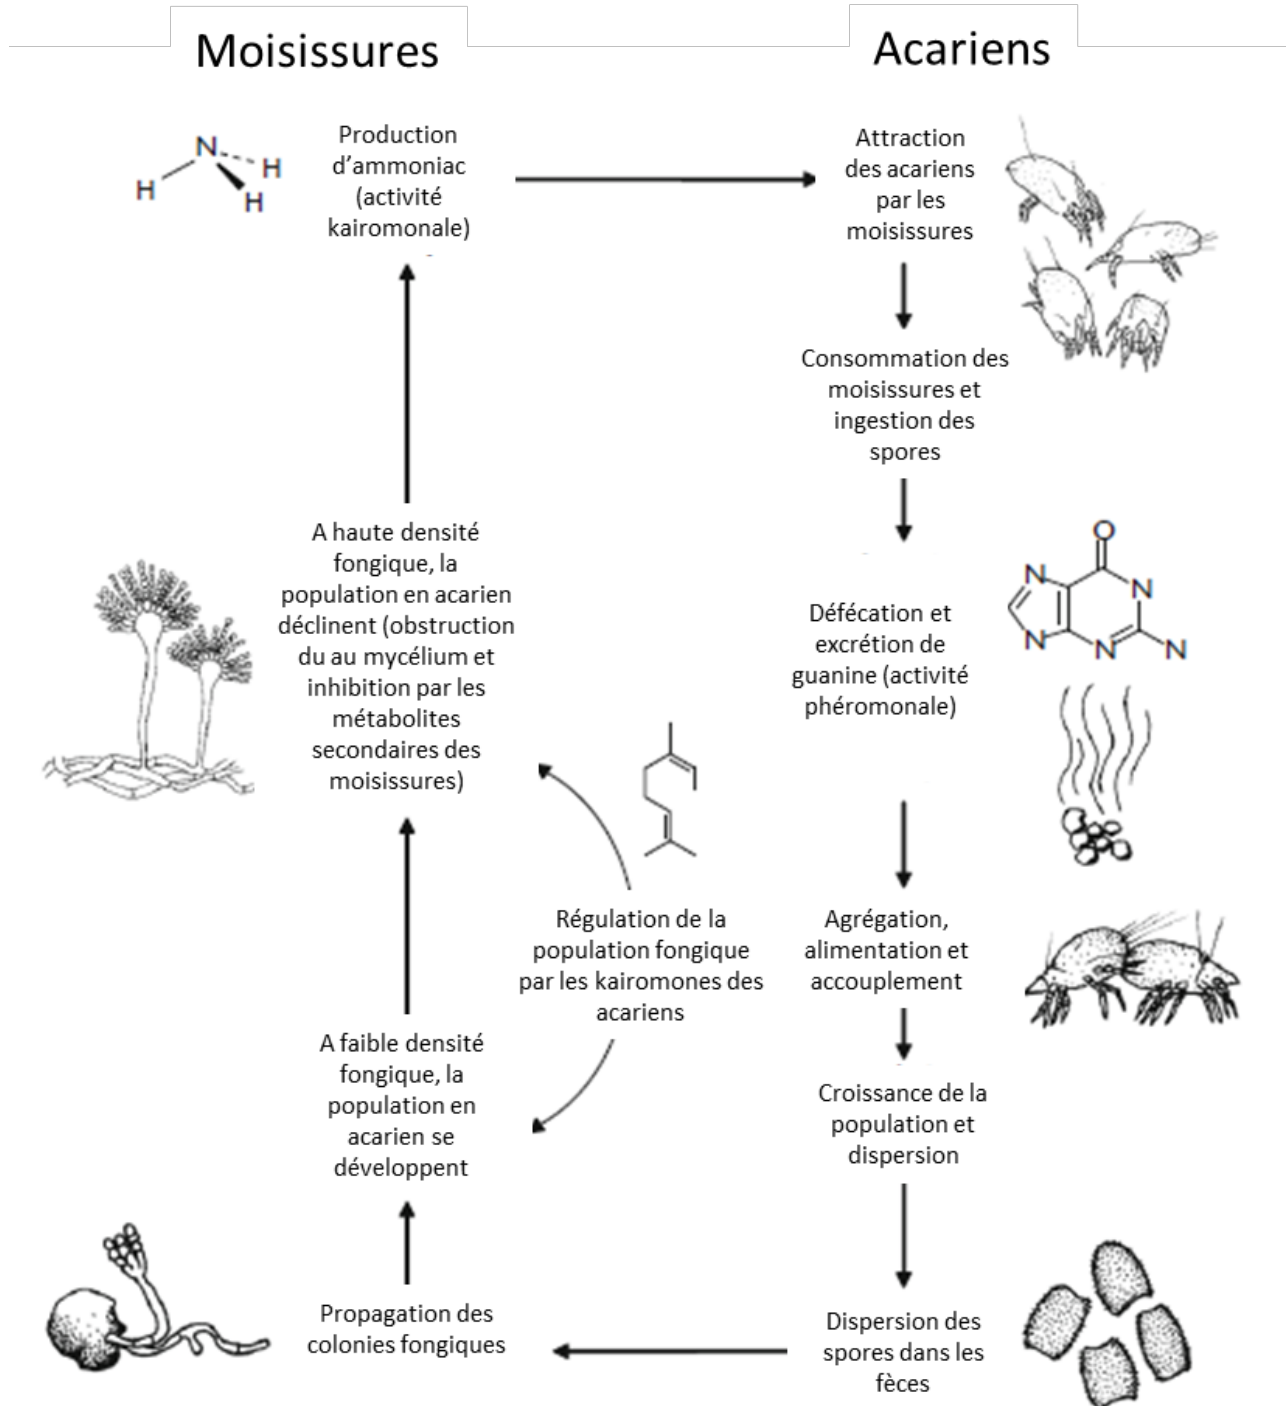 Moisissures
Acariens
N
H
H
H
Production
d’ammoniac
(activité
kairomonale)
Attraction
des acariens
par les
moisissures
Consommation des
moisissures et
ingestion des
spores
A haute densité
fongique, la
population en acarien
déclinent (obstruction
du au mycélium et
inhibition par les
métabolites
secondaires des
moisissures)
O
N
N
N
N
N
Défécation et
excrétion de
guanine (activité
phéromonale)
Régulation de la
population fongique
par les kairomones des
acariens
Agrégation,
alimentation et
accouplement
A faible densité
fongique, la
population en
acarien se
développent
Croissance de la
population et
dispersion
Propagation des
colonies fongiques
Dispersion des
spores dans les
fèces